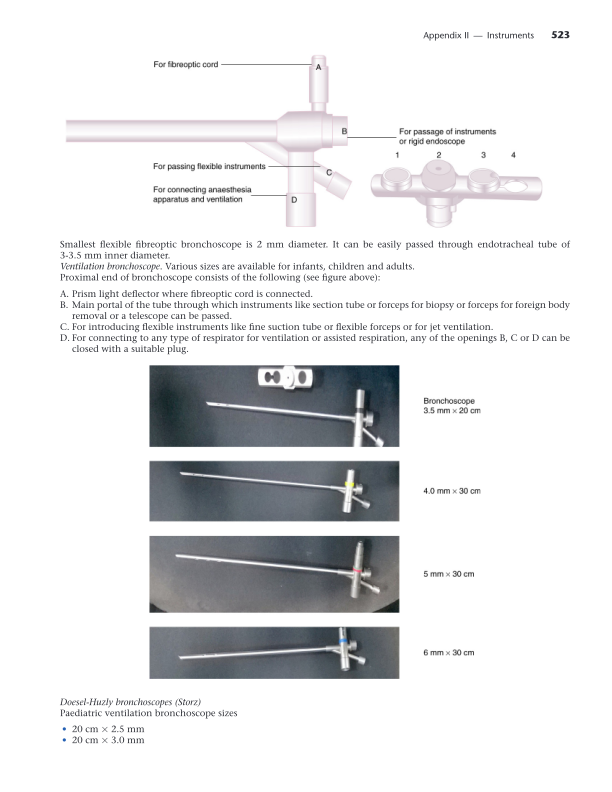 Appendix II — Instruments 523
For fibreoptic cord
A
B
For passage of instruments
or rigid endoscope
1 2 3 4
For passing flexible instruments
C
For connecting anaesthesia
apparatus and ventilation
D
Smallest flexible fibreoptic bronchoscope is 2 mm diameter. It can be easily passed through endotracheal tube of
3-3.5 mm inner diameter.
Ventilation bronchoscope. Various sizes are available for infants, children and adults.
Proximal end of bronchoscope consists of the following (see figure above):
A. Prism light deflector where fibreoptic cord is connected.
B. Main portal of the tube through which instruments like section tube or forceps for biopsy or forceps for foreign body
removal or a telescope can be passed.
C. For introducing flexible instruments like fine suction tube or flexible forceps or for jet ventilation.
D. For connecting to any type of respirator for ventilation or assisted respiration, any of the openings B, C or D can be
closed with a suitable plug.
Bronchoscope
3.5 mm × 20 cm
4.0 mm × 30 cm
5 mm × 30 cm
6 mm × 30 cm
Doesel-Huzly bronchoscopes (Storz)
Paediatric ventilation bronchoscope sizes
• 20 cm × 2.5 mm
• 20 cm × 3.0 mm